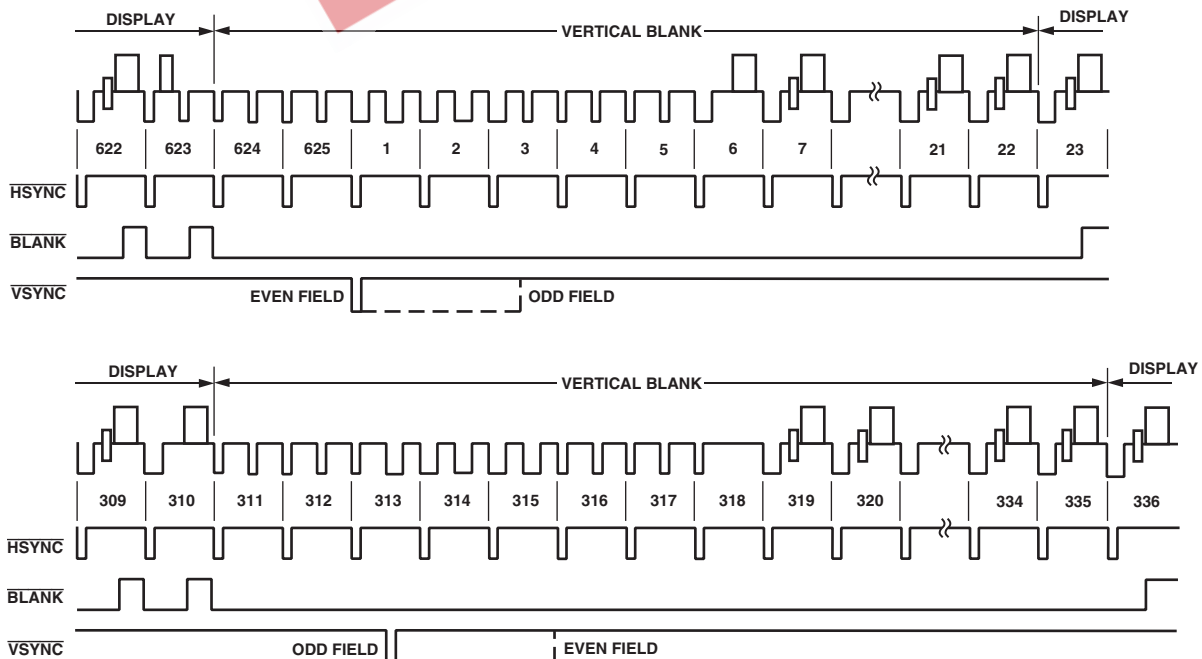 DISPLAY VERTICAL BLANK DISPLAY
622 623 624 625 1 2 3 4 5 6 7 21 22 23
HSYNC
BLANK
VSYNC EVEN FIELD ODD FIELD
DISPLAY VERTICAL BLANK DISPLAY
309 310 311 312 313 314 315 316 317 318 319 320 334 335 336
HSYNC
BLANK
VSYNC ODD FIELD EVEN FIELD